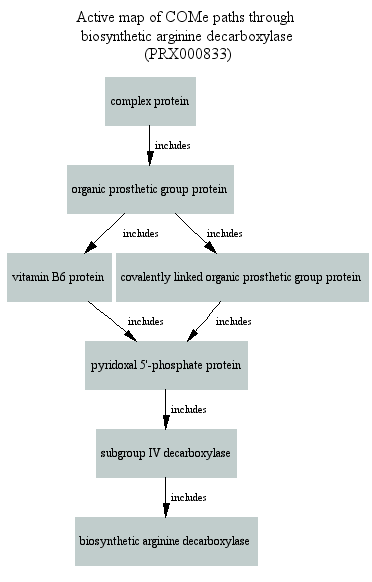 Active map of COMe paths through
biosynthetic arginine decarboxylase
(PRX000833)
complex protein
includes
organic prosthetic group protein
includes
includes
vitamin B6 protein
covalently linked organic prosthetic group protein
includes
includes
pyridoxal 5'-phosphate protein
includes
subgroup IV decarboxylase
includes
biosynthetic arginine decarboxylase